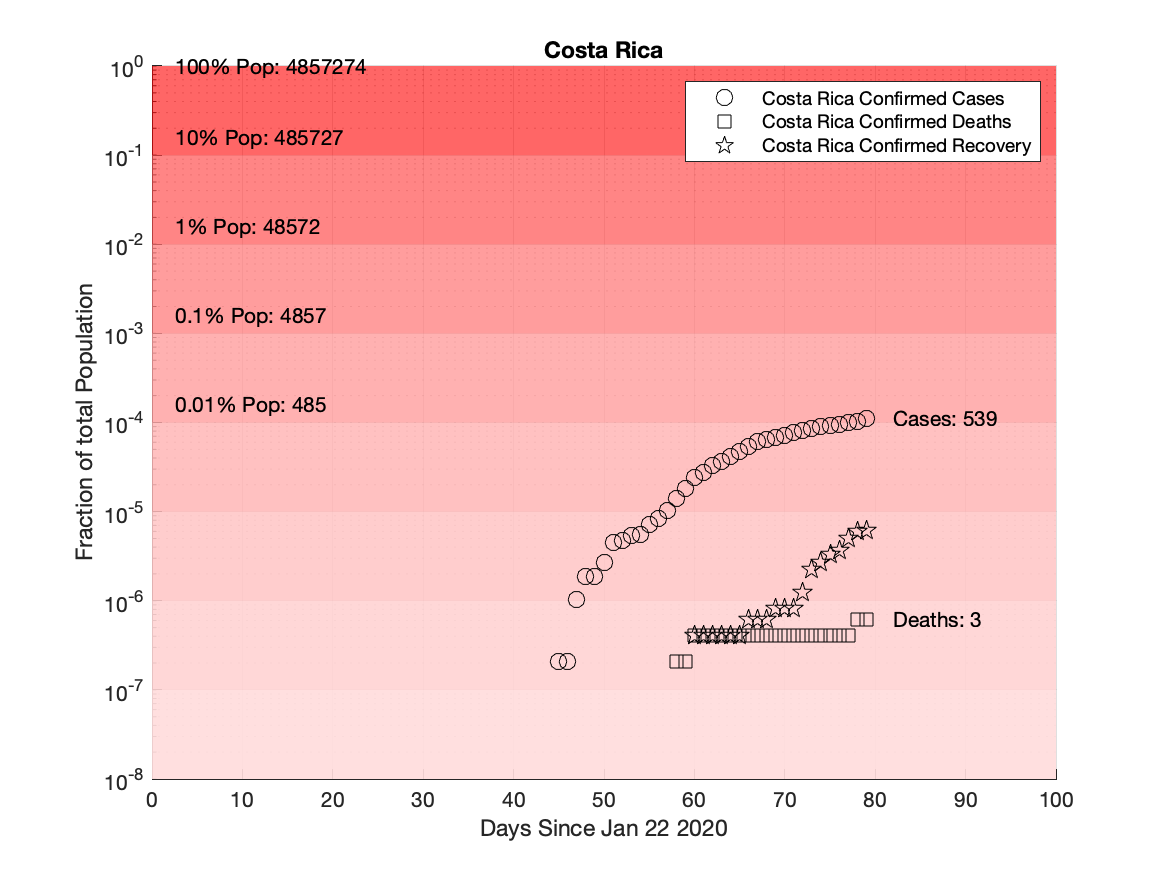 Costa Rica
10^0
100% Pop: 4857274
Costa Rica Confirmed Cases
Costa Rica Confirmed Deaths
Costa Rica Confirmed Recovery
10% Pop: 485727
10^-1
1% Pop: 48572
10^-2
0.1% Pop: 4857
10^-3
0.01% Pop: 485
10^-4
Cases: 539
10^-5
10^-6
Deaths: 3
10^-7
10^-8
Fraction of total Population
0 10 20 30 40 50 60 70 80 90 100
Days Since Jan 22 2020